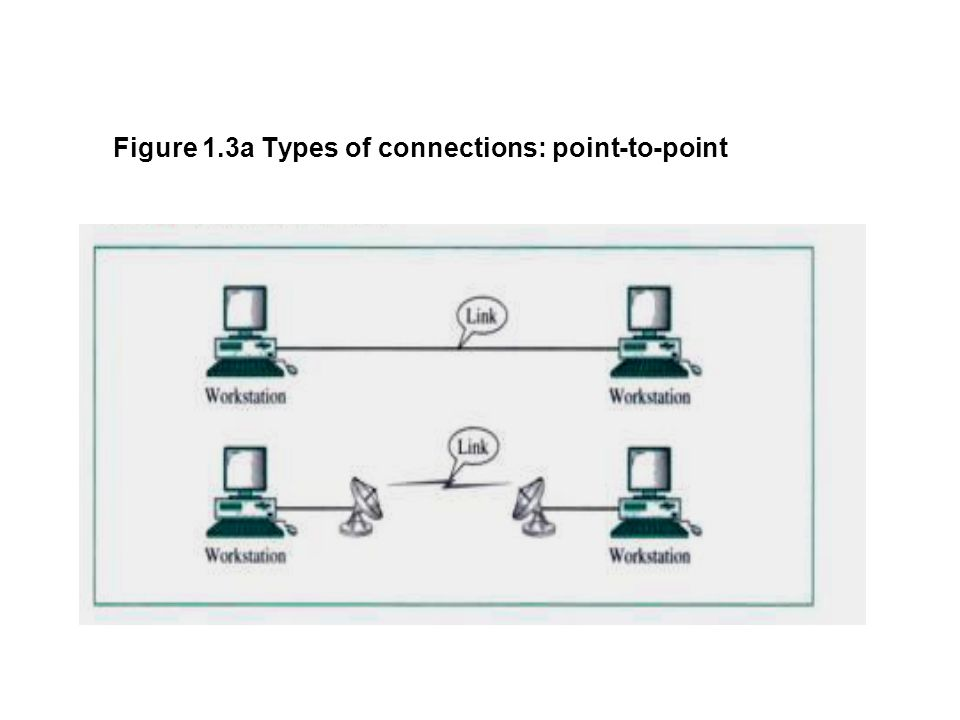 Figure 1.3a Types of connections: point-to-point
Link
Workstation Workstation
Link
Workstation Workstation